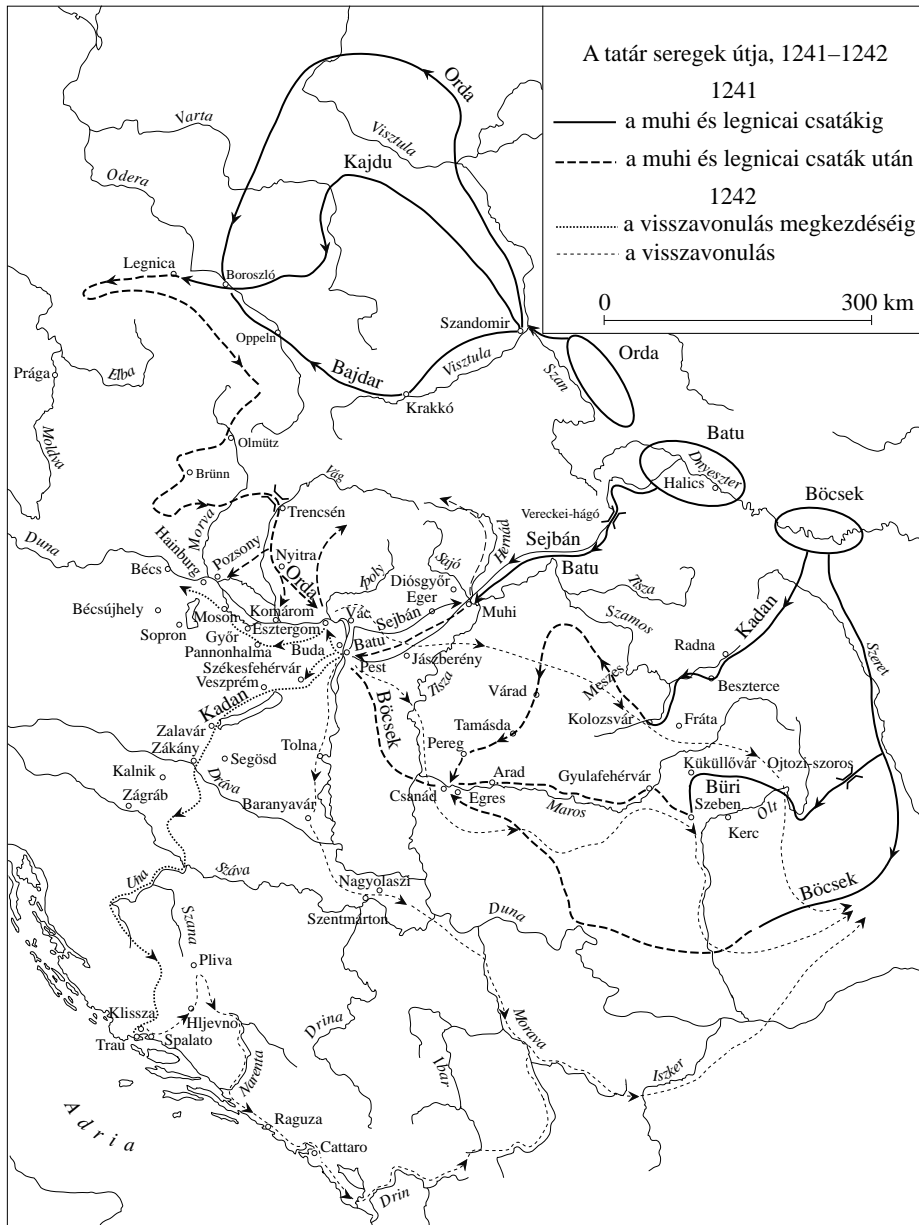 A tatár seregek útja, 1241–1242
1241
a muhi és legnicai csatákig
a muhi és legnicai csaták után
1242
a visszavonulás megkezdéséig
a visszavonulás
0 300 km
Orda
Varta
Visztula
Kajdu
Odera
Legnica
Boroszló
Szandomir
Oppeln
Orda
Prága
Elba
Bajdar
Visztula
Szan
Krakkó
Moldva
Olmütz
Batu
Dnyeszter
Halics
Brünn
Vág
Böcsek
Vereckei-hágó
Trencsén
Sejbán
Batu
Duna
Hainburg
Morva
Pozsony
Nyitra
Orda
Ipoly
Sajó
Hernád
Bécs
Diósgyőr
Eger
Tisza
Muhi
Bécsújhely
Moson
Komárom
Vác
Sejbán
Szamos
Kadan
Sopron
Győr
Esztergom
Pannonhalma
Buda
Batu
Pest
Jászberény
Radna
Szeret
Székesfehérvár
Veszprém
Tisza
Meszes
Beszterce
Kadan
Böcsek
Várad
Zalavár
Kolozsvár
Fráta
Zákány
Tolna
Tamásda
Pereg
Kalnik
Segösd
Arad
Gyulafehérvár
Küküllővár
Ojtozi-szoros
Zágráb
Dráva
Baranyavár
Csanád
Egres
Maros
Büri
Szeben
Olt
Kerc
Una
Száva
Nagyolaszi
Böcsek
Szana
Szentmárton
Duna
Pliva
Klissza
Hljevno
Drina
Morava
Trau
Spalato
Ibar
Iszker
Narenta
Adria
Raguza
Cattaro
Drin